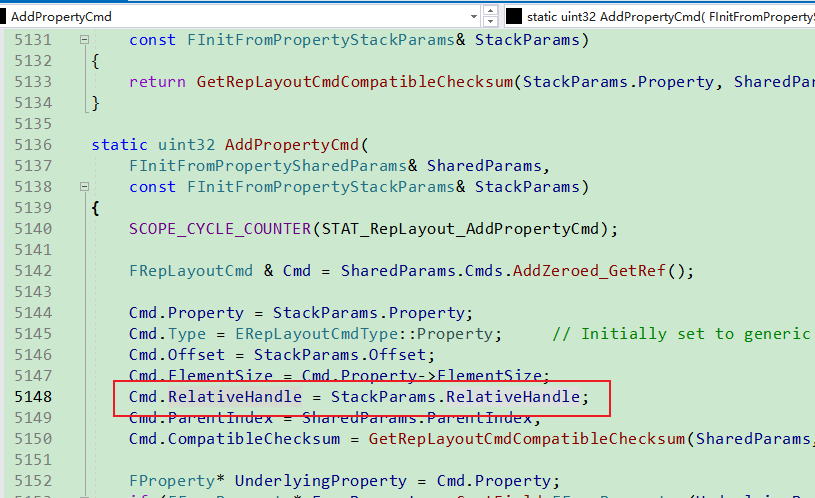 AddPropertyCmd
static uint32 AddPropertyCmd( FInitFromPropertyS
5131 const FInitFromPropertyStackParams& StackParams)
5132 {
5133 return GetRepLayoutCmdCompatibleChecksum(StackParams.Property, SharedPar
5134 }
5135
5136 static uint32 AddPropertyCmd(
5137 FInitFromPropertySharedParams& SharedParams,
5138 const FInitFromPropertyStackParams& StackParams)
5139 {
5140 SCOPE_CYCLE_COUNTER(STAT_RepLayout_AddPropertyCmd);
5141
5142 FRepLayoutCmd & Cmd = SharedParams.Cmds.AddZeroed_GetRef();
5143
5144 Cmd.Property = StackParams.Property;
5145 Cmd.Type = ERepLayoutCmdType::Property; // Initially set to generic
5146 Cmd.Offset = StackParams.Offset;
5147 Cmd.ElementSize = Cmd.Property->ElementSize;
5148 Cmd.RelativeHandle = StackParams.RelativeHandle;
5149 Cmd.ParentIndex = SharedParams.ParentIndex;
5150 Cmd.CompatibleChecksum = GetRepLayoutCmdCompatibleChecksum(SharedParams,
5151
5152 FProperty* UnderlyingProperty = Cmd.Property;